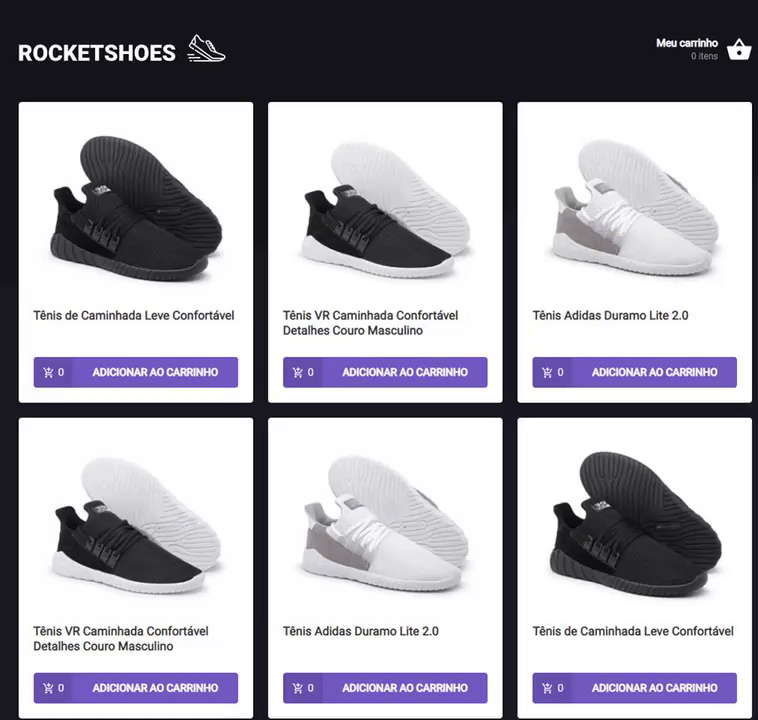 ROCKETSHOES
Meu carrinho
0 itens
Tênis de Caminhada Leve Confortável
0 ADICIONAR AO CARRINHO
Tênis VR Caminhada Confortável
Detalhes Couro Masculino
0 ADICIONAR AO CARRINHO
Tênis Adidas Duramo Lite 2.0
0 ADICIONAR AO CARRINHO
Tênis VR Caminhada Confortável
Detalhes Couro Masculino
0 ADICIONAR AO CARRINHO
Tênis Adidas Duramo Lite 2.0
0 ADICIONAR AO CARRINHO
Tênis de Caminhada Leve Confortável
0 ADICIONAR AO CARRINHO